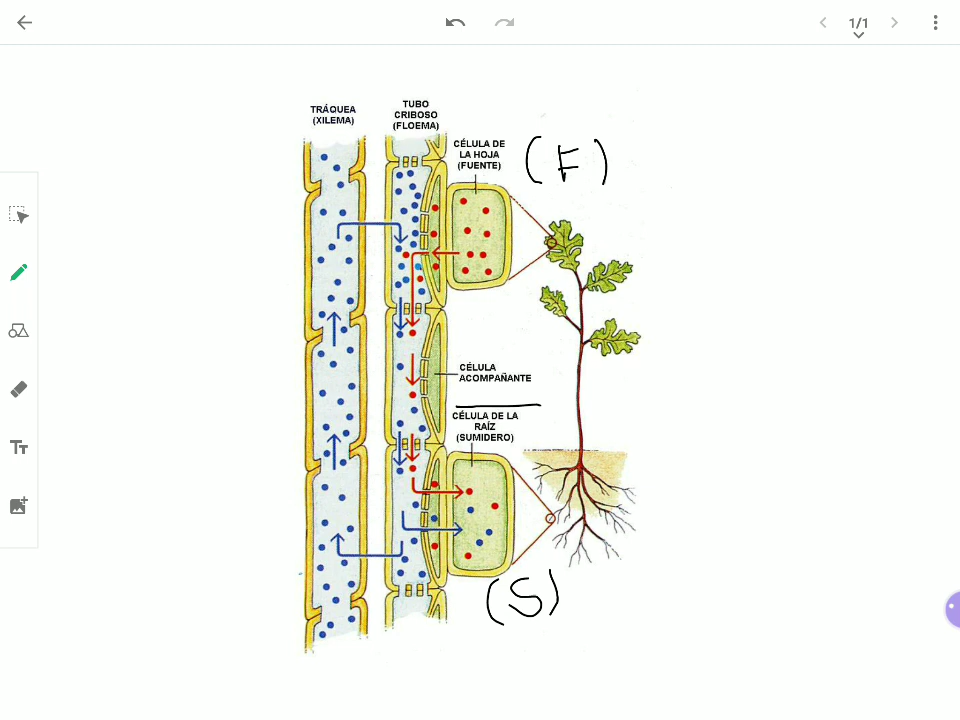 1/1
TRÁQUEA
(XILEMA)
TUBO
CRIBOSO
(FLOEMA)
CÉLULA DE
LA HOJA
(FUENTE)
(F)
CÉLULA
ACOMPAÑANTE
CÉLULA DE LA
RAÍZ
(SUMIDERO)
(S)
Tт